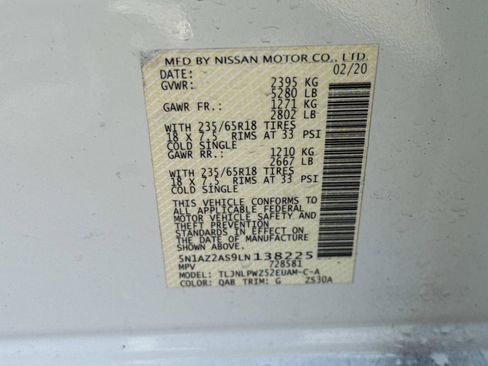 MFD BY NISSAN MOTOR CO., LTD.
DATE: 02/20
GVWR: 2395 KG
5280 LB
GAWR FR.: 1271 KG
2802 LB
WITH 235/65R18 TIRES
18 x 7.5 RIMS AT 33 PSI
COLD SINGLE
GAWR RR.: 1210 KG
2667 LB
WITH 235/65R18 TIRES
18 x 7.5 RIMS AT 33 PSI
COLD SINGLE
THIS VEHICLE CONFORMS TO
ALL APPLICABLE FEDERAL
MOTOR VEHICLE SAFETY AND
THEFT PREVENTION
STANDARDS IN EFFECT ON
THE DATE OF MANUFACTURE
SHOWN ABOVE.
5N1AZ2AS9LN138225
MPV 728581
MODEL: TLJNLPWZ52EUAM-C-A
COLOR: QAB TRIM: G ZS30A